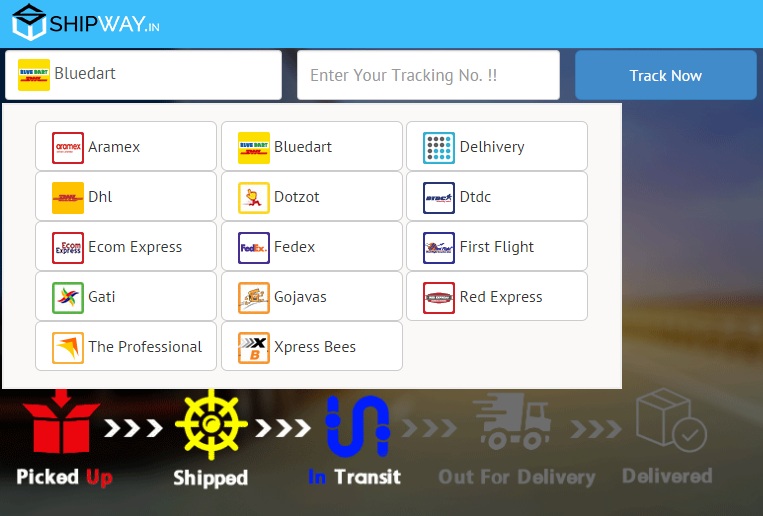 SHIPWAY.IN
Bluedart Enter Your Tracking No. !! Track Now
aramex Aramex BLUE DART Bluedart Delhivery
Dhl Dotzot DTDC Dtdc
Ecom Express Ecom Express FedEx Fedex First Flight
Gati Gojavas Red Express
The Professional XB Xpress Bees
Picked Up Shipped In Transit Out For Delivery Delivered